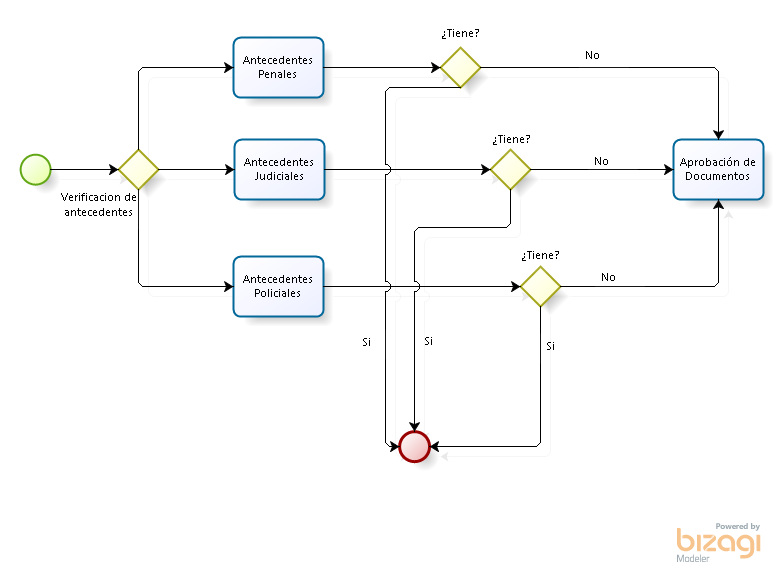 ¿Tiene?
Antecedentes
Penales
No
¿Tiene?
Antecedentes
Judiciales
No
Aprobación de
Documentos
Verificacion de
antecedentes
¿Tiene?
Antecedentes
Policiales
No
Si
Si
Si
Powered by
bizagi
Modeler